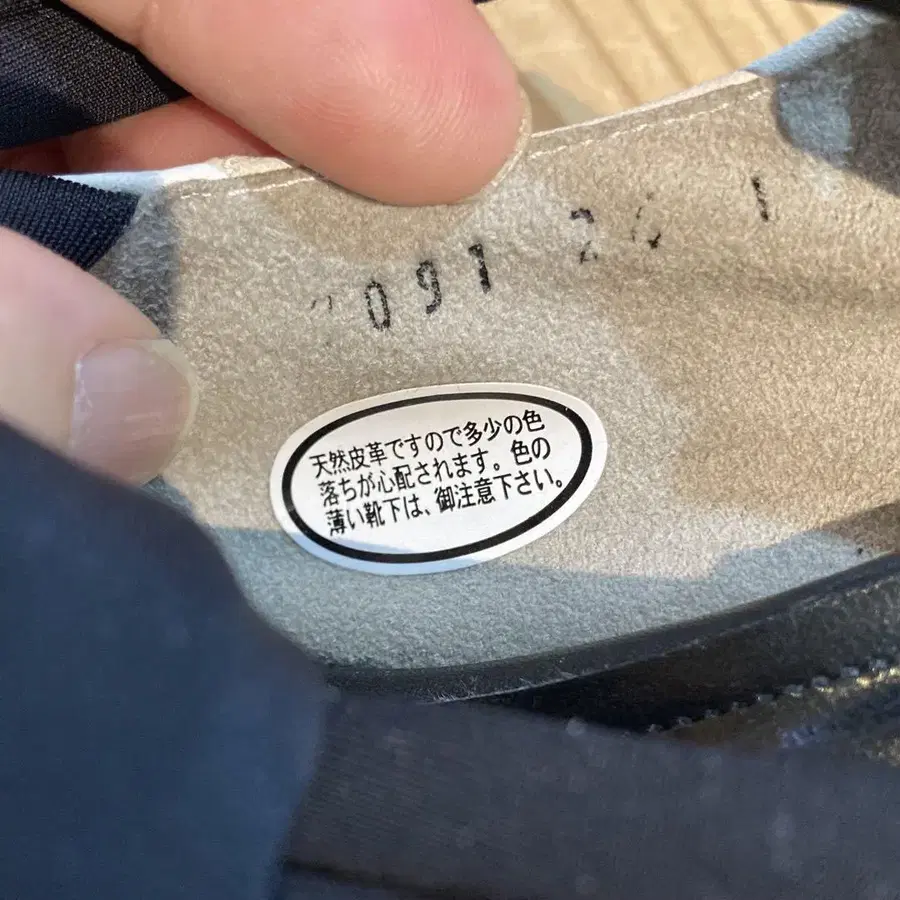 091
天然皮革ですので多少の色
落ちが心配されます。色の
薄い靴下は、御注意下さい。